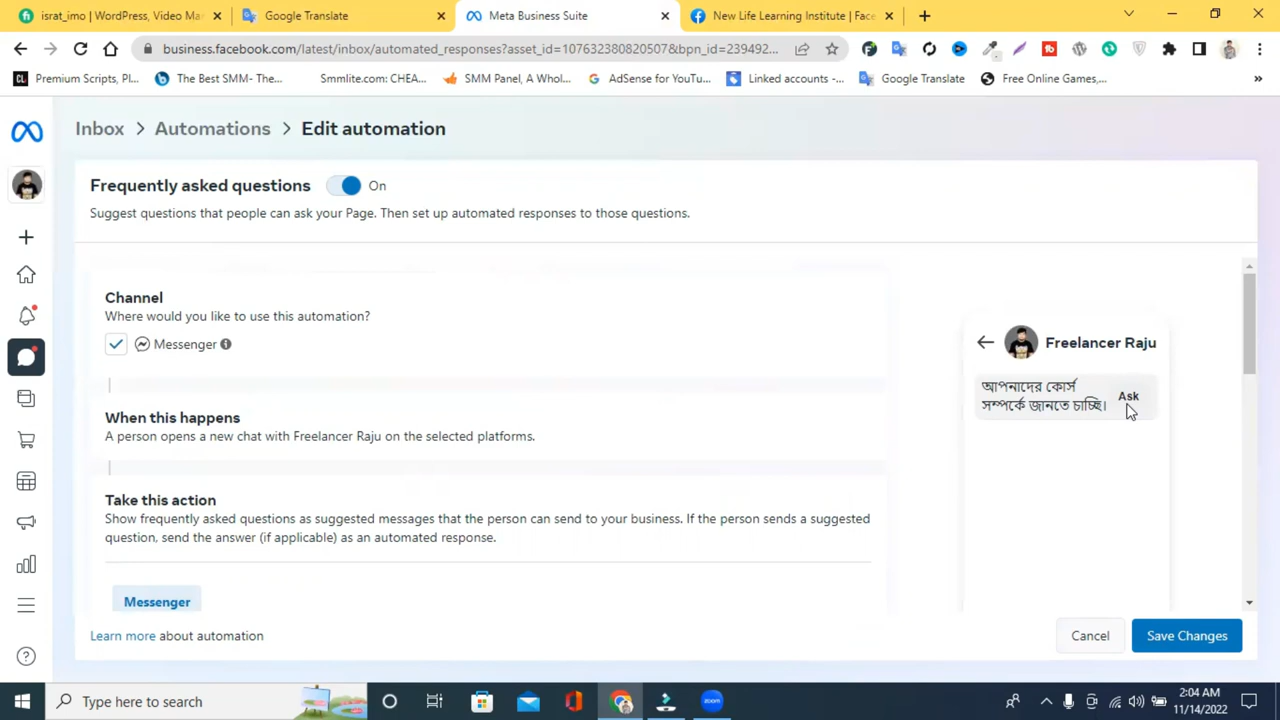 israt_imo | WordPress, Video Mar
Google Translate
Meta Business Suite
New Life Learning Institute | Face
business.facebook.com/latest/inbox/automated_responses?asset_id=107632380820507&bpn_id=239492...
Premium Scripts, Pl...
The Best SMM- The...
Smmlite.com: CHEA...
SMM Panel, A Whol...
AdSense for YouTu...
Linked accounts -...
Google Translate
Free Online Games,...
Inbox > Automations > Edit automation
Frequently asked questions On
Suggest questions that people can ask your Page. Then set up automated responses to those questions.
Channel
Where would you like to use this automation?
Messenger
When this happens
A person opens a new chat with Freelancer Raju on the selected platforms.
Take this action
Show frequently asked questions as suggested messages that the person can send to your business. If the person sends a suggested
question, send the answer (if applicable) as an automated response.
Messenger
Freelancer Raju
আপনাদের কোর্স
সম্পর্কে জানতে চাচ্ছি।
Ask
Learn more about automation
Cancel
Save Changes
Type here to search
zoom
2:04 AM
11/14/2022